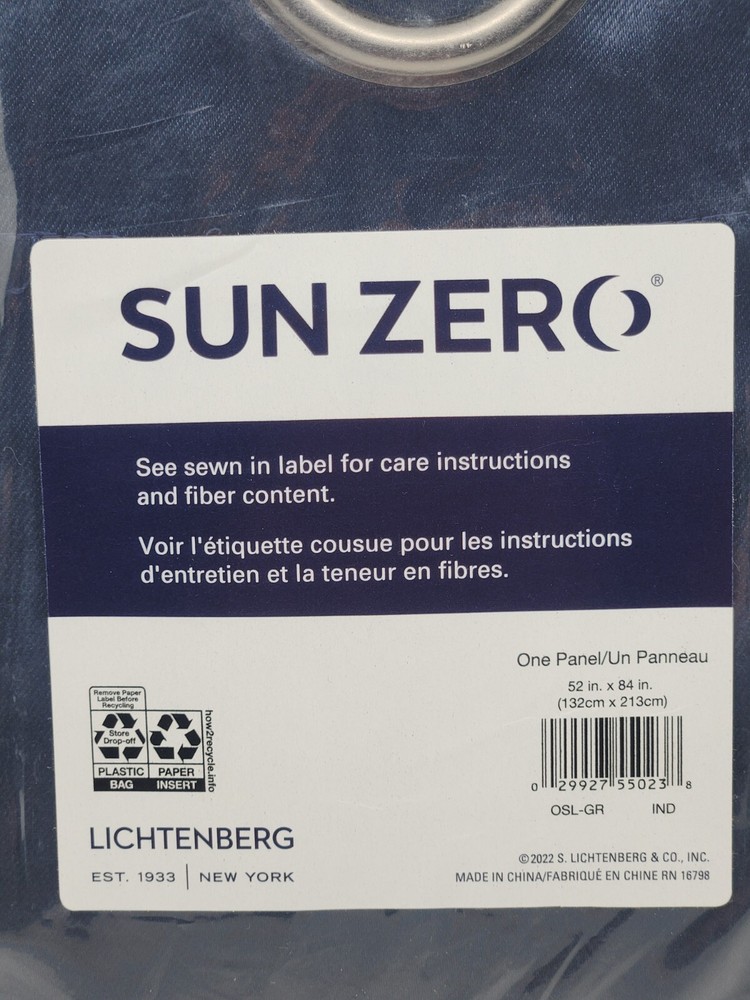 SUN ZERO®
See sewn in label for care instructions
and fiber content.
Voir l'étiquette cousue pour les instructions
d'entretien et la teneur en fibres.
One Panel/Un Panneau
52 in. x 84 in.
(132cm x 213cm)
0 29927 55023 8
OSL-GR IND
Remove Paper
Label Before
Recycling
Store
Drop-off
PLASTIC PAPER
BAG INSERT
how2recycle.info
LICHTENBERG
EST. 1933 | NEW YORK
©2022 S. LICHTENBERG & CO., INC.
MADE IN CHINA/FABRIQUÉ EN CHINE RN 16798